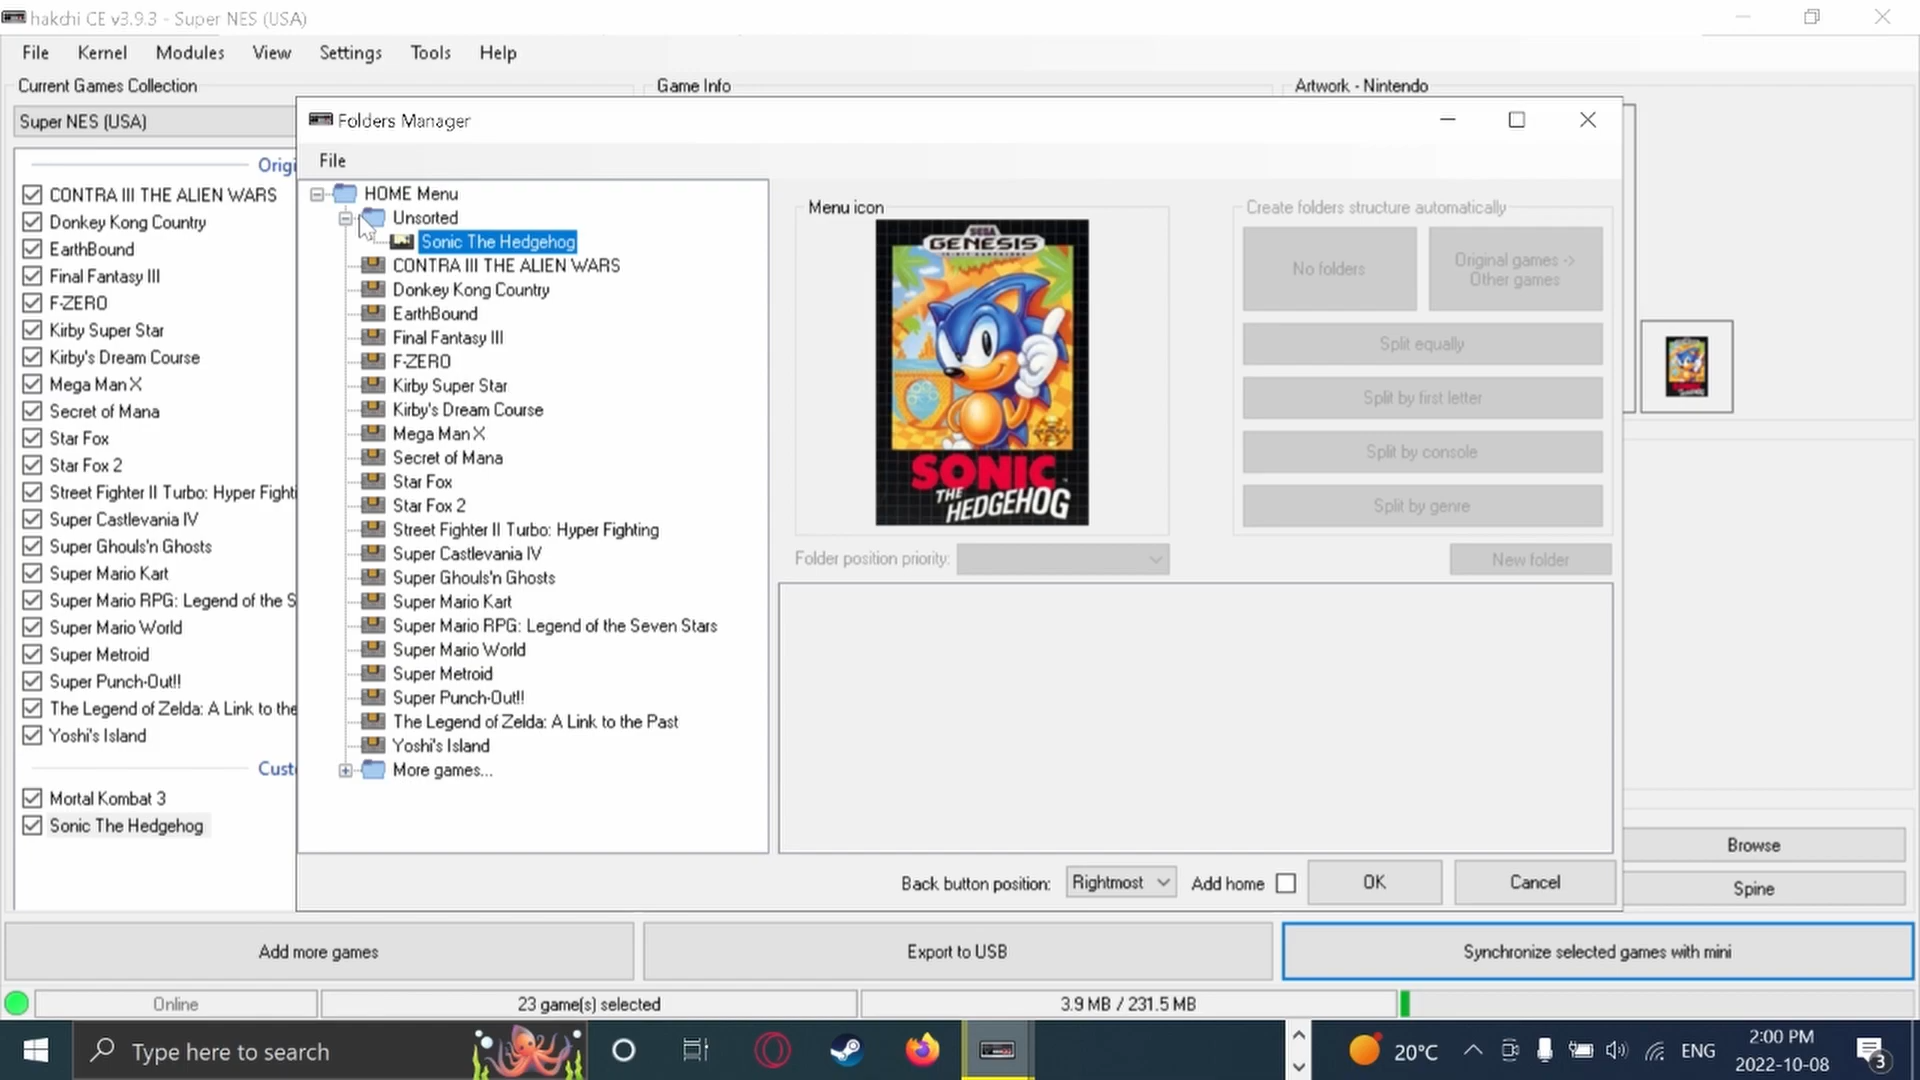 hakchi CE v3.9.3 - Super NES (USA)
File Kernel Modules View Settings Tools Help
Current Games Collection
Game Info
Artwork - Nintendo
Super NES (USA)
Origi
CONTRA III THE ALIEN WARS
Donkey Kong Country
EarthBound
Final Fantasy III
F-ZERO
Kirby Super Star
Kirby's Dream Course
Mega Man X
Secret of Mana
Star Fox
Star Fox 2
Street Fighter II Turbo: Hyper Fighti
Super Castlevania IV
Super Ghouls'n Ghosts
Super Mario Kart
Super Mario RPG: Legend of the S
Super Mario World
Super Metroid
Super Punch-Out!!
The Legend of Zelda: A Link to the
Yoshi's Island
Custo
Mortal Kombat 3
Sonic The Hedgehog
Folders Manager
File
HOME Menu
Unsorted
Sonic The Hedgehog
CONTRA III THE ALIEN WARS
Donkey Kong Country
EarthBound
Final Fantasy III
F-ZERO
Kirby Super Star
Kirby's Dream Course
Mega Man X
Secret of Mana
Star Fox
Star Fox 2
Street Fighter II Turbo: Hyper Fighting
Super Castlevania IV
Super Ghouls'n Ghosts
Super Mario Kart
Super Mario RPG: Legend of the Seven Stars
Super Mario World
Super Metroid
Super Punch-Out!!
The Legend of Zelda: A Link to the Past
Yoshi's Island
More games...
Menu icon
SEGA
GENESIS
SONIC
THE
HEDGEHOG
Folder position priority:
Create folders structure automatically
No folders
Original games ->
Other games
Split equally
Split by first letter
Split by console
Split by genre
New folder
Back button position: Rightmost
Add home
OK
Cancel
Browse
Spine
Add more games
Export to USB
Synchronize selected games with mini
Online
23 game(s) selected
3.9 MB / 231.5 MB
Type here to search
20°C
ENG
2:00 PM
2022-10-08
3